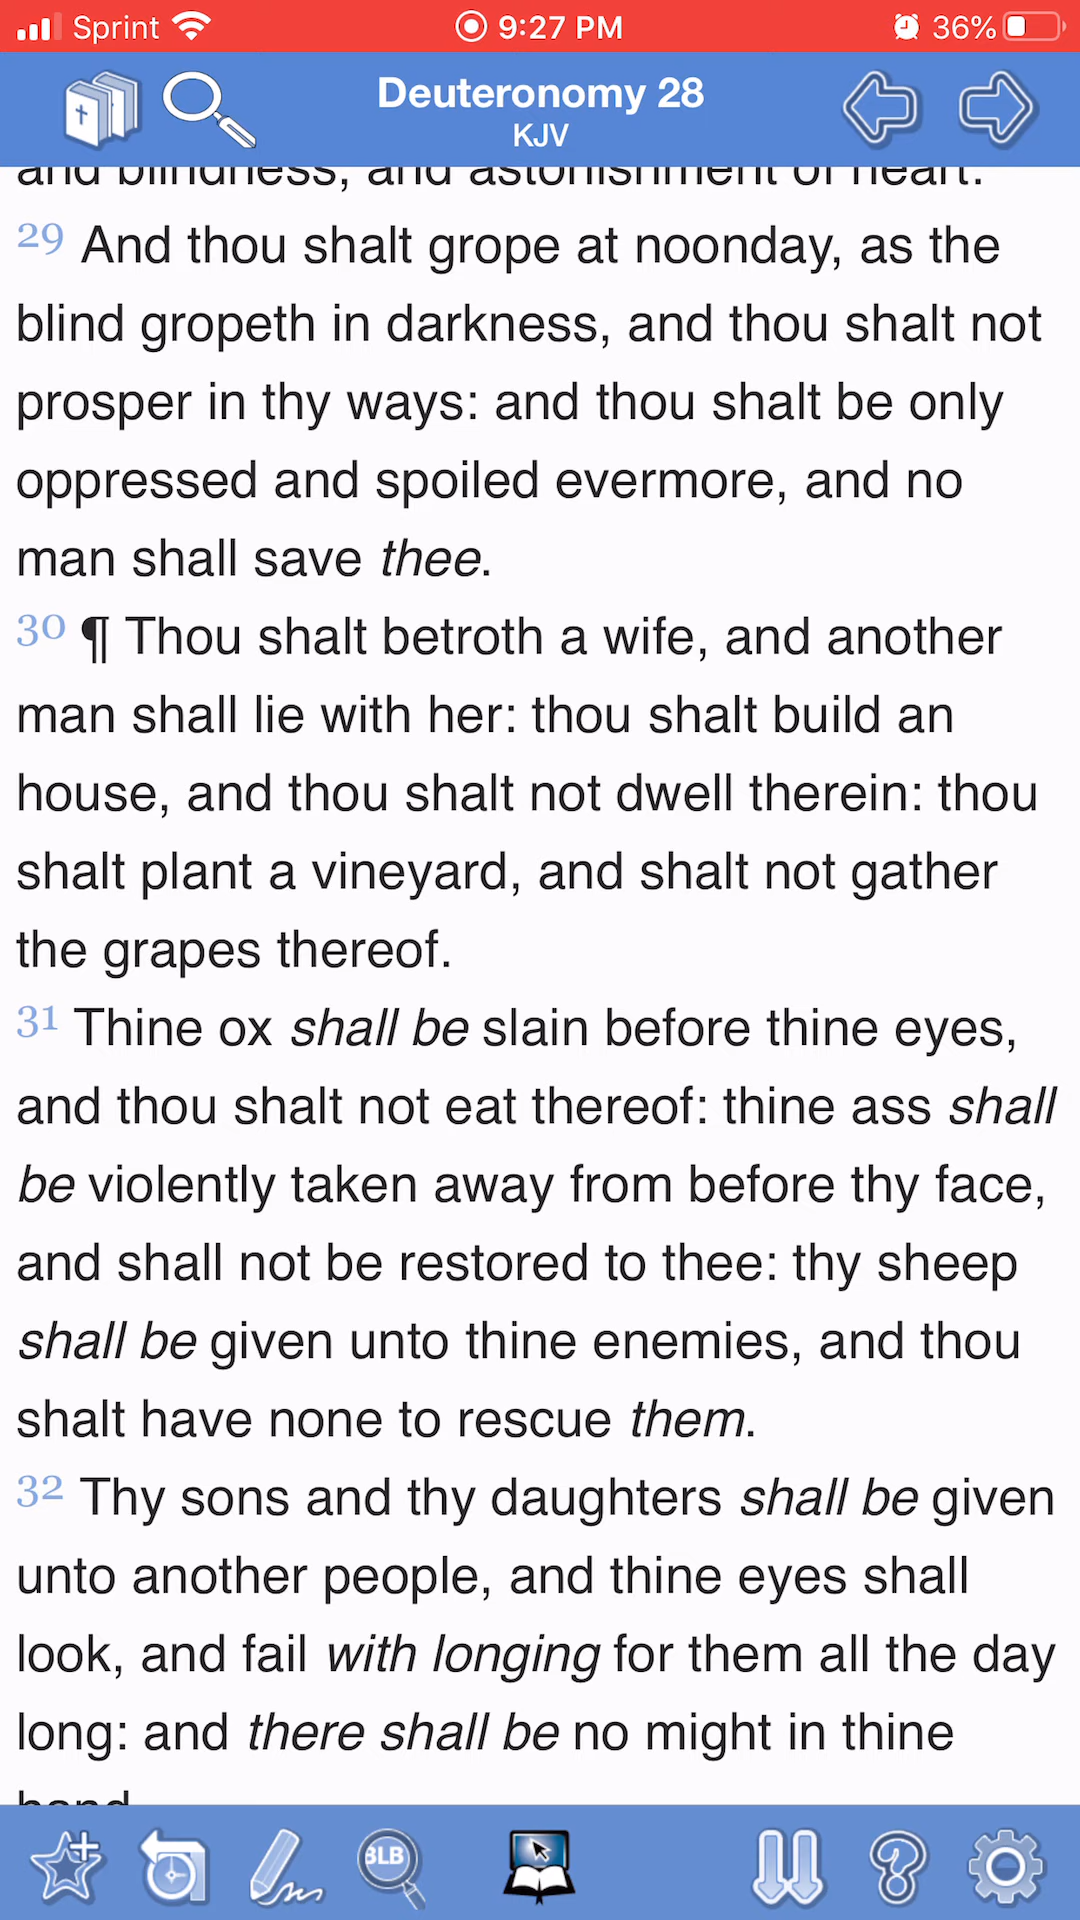 Sprint 9:27 PM 36%
Deuteronomy 28
KJV
and blindness, and astonishment of heart.
29 And thou shalt grope at noonday, as the
blind gropeth in darkness, and thou shalt not
prosper in thy ways: and thou shalt be only
oppressed and spoiled evermore, and no
man shall save thee.
30 ¶ Thou shalt betroth a wife, and another
man shall lie with her: thou shalt build an
house, and thou shalt not dwell therein: thou
shalt plant a vineyard, and shalt not gather
the grapes thereof.
31 Thine ox shall be slain before thine eyes,
and thou shalt not eat thereof: thine ass shall
be violently taken away from before thy face,
and shall not be restored to thee: thy sheep
shall be given unto thine enemies, and thou
shalt have none to rescue them.
32 Thy sons and thy daughters shall be given
unto another people, and thine eyes shall
look, and fail with longing for them all the day
long: and there shall be no might in thine
hand
BLB